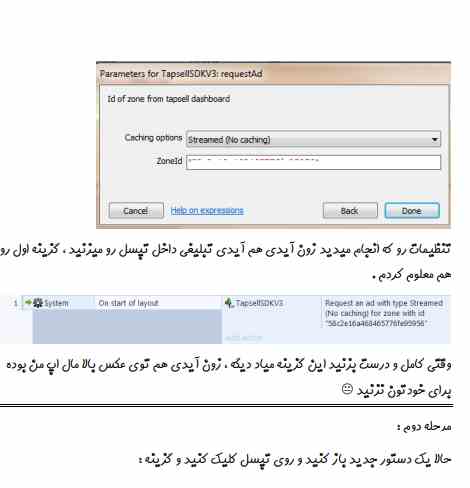 Parameters for TapsellSDKV3: requestAd
Id of zone from tapsell dashboard
Caching options Streamed (No caching)
ZoneId
Cancel Help on expressions Back Done
تنظیمات رو که انجام میدید زون آیدی هم آیدی تبلیغی داخل تپسل رو میزنید ، گزینه اول رو
هم معلوم کردم .
1 System On start of layout TapsellSDKV3 Request an ad with type Streamed
(No caching) for zone with id
Add action
وقتی کامل و درست بزنید این گزینه میاد دیگه ، زون آیدی هم توی عکس بالا مال اپ من بوده
برای خودتون نزنید 😐
مرحله دوم :
حالا یک دستور جدید باز کنید و روی تپسل کلیک کنید و گزینه :